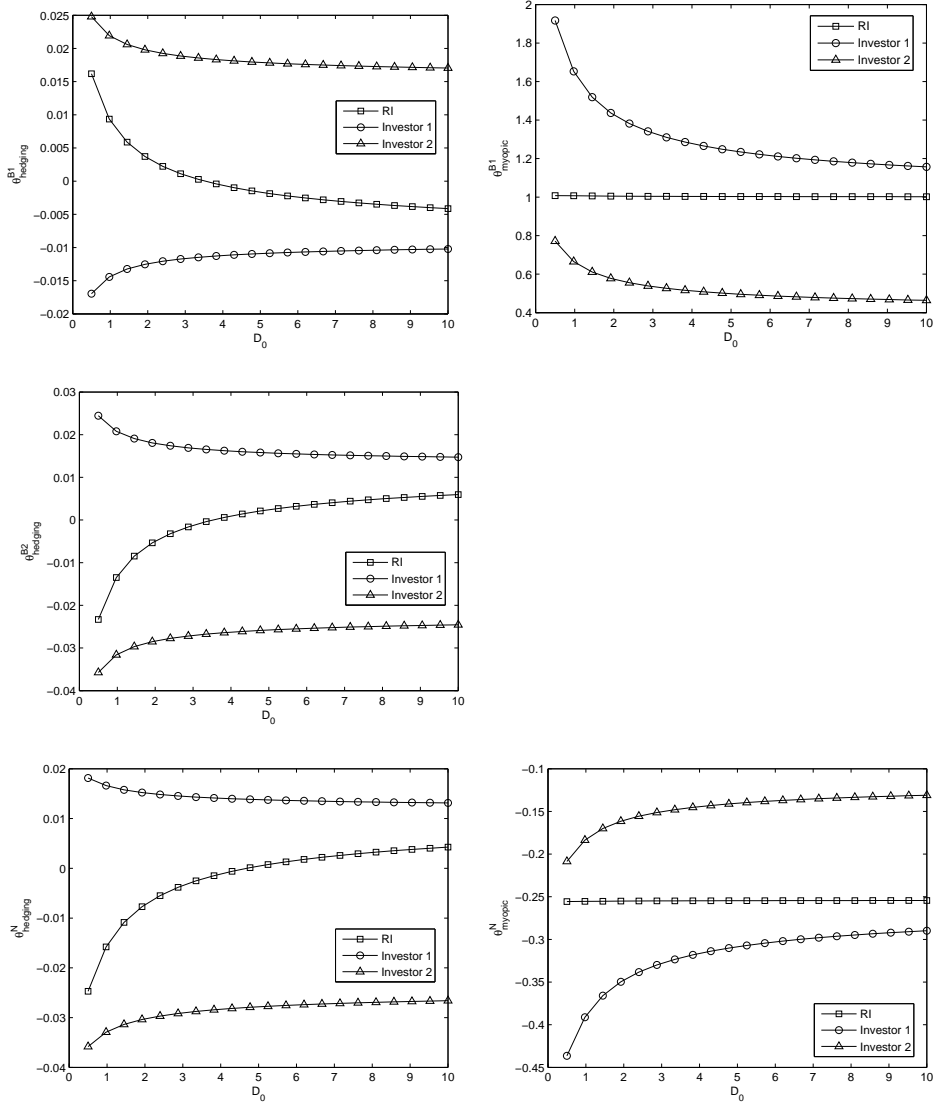 0.025
0.02
0.015
0.01
0.005
0
−0.005
−0.01
−0.015
−0.02
0 1 2 3 4 5 6 7 8 9 10
D_0
θ^{B1}_{hedging}
RI
Investor 1
Investor 2
2
1.8
1.6
1.4
1.2
1
0.8
0.6
0.4
0 1 2 3 4 5 6 7 8 9 10
D_0
θ^{B1}_{myopic}
RI
Investor 1
Investor 2
0.03
0.02
0.01
0
−0.01
−0.02
−0.03
−0.04
0 1 2 3 4 5 6 7 8 9 10
D_0
θ^{B2}_{hedging}
RI
Investor 1
Investor 2
0.02
0.01
0
−0.01
−0.02
−0.03
−0.04
0 1 2 3 4 5 6 7 8 9 10
D_0
θ^N_{hedging}
RI
Investor 1
Investor 2
−0.1
−0.15
−0.2
−0.25
−0.3
−0.35
−0.4
−0.45
0 1 2 3 4 5 6 7 8 9 10
D_0
θ^N_{myopic}
RI
Investor 1
Investor 2